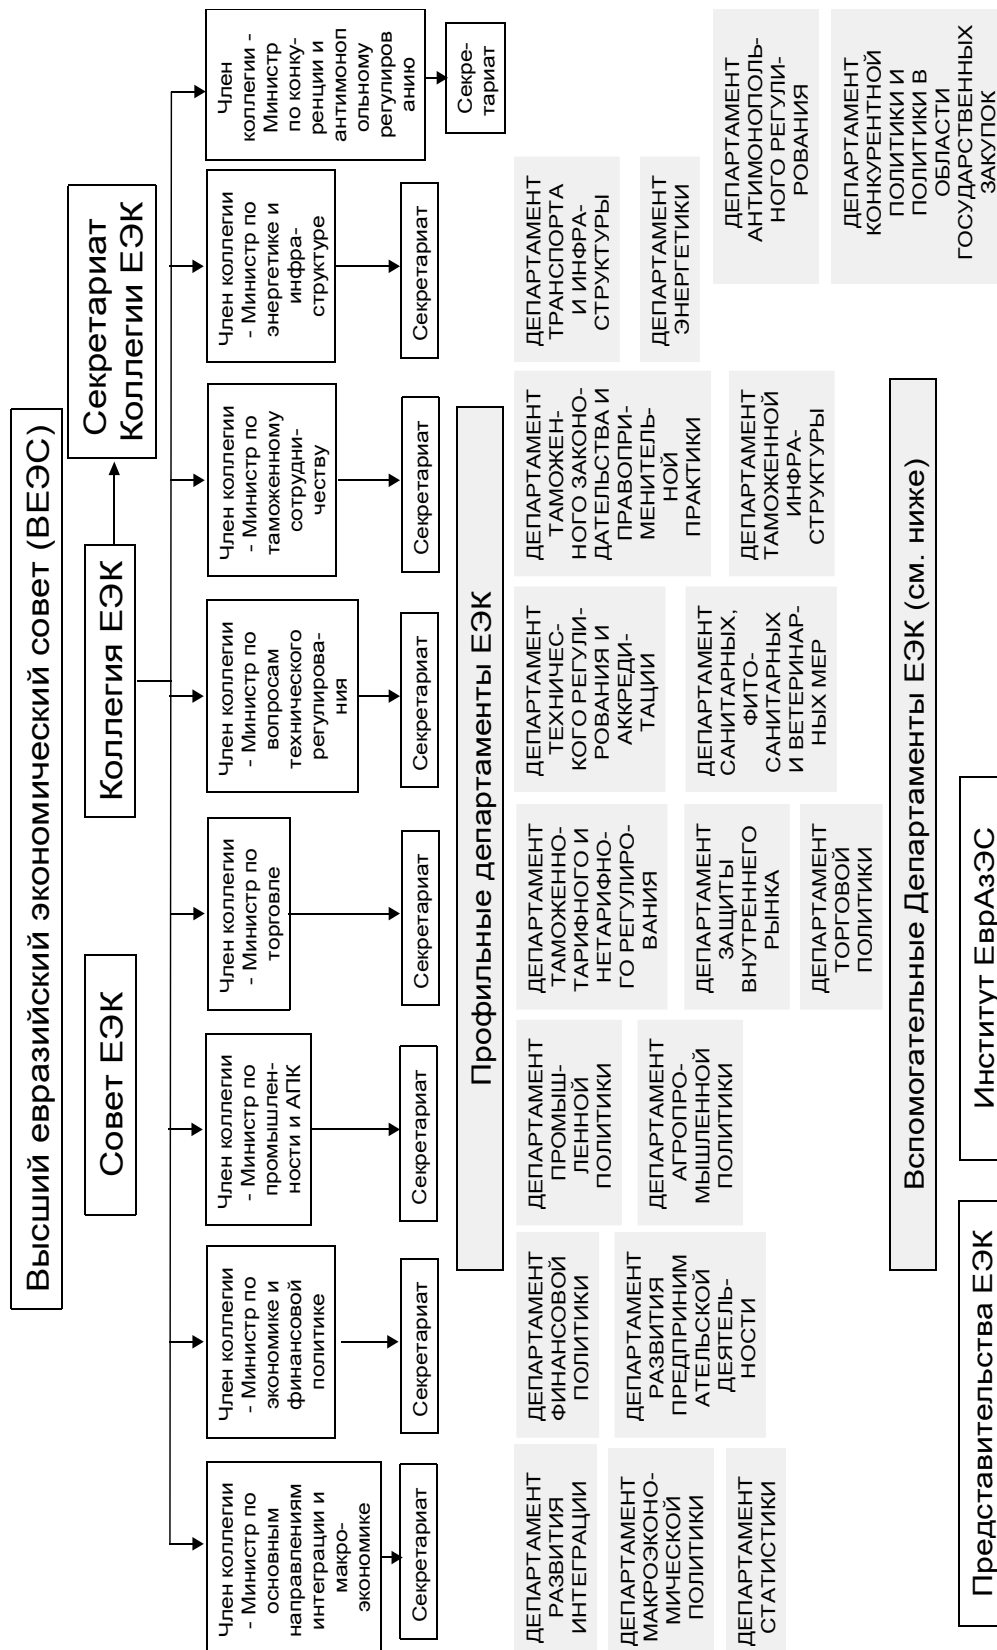 Высший евразийский экономический совет (ВЕЭС)
Совет ЕЭК
Коллегия ЕЭК
Секретариат
Коллегии ЕЭК
Член коллегии
- Министр по
основным
направлениям
интеграции и
макро-
экономике
Член коллегии
- Министр по
экономике и
финансовой
политике
Член коллегии
- Министр по
промышлен-
ности и АПК
Член коллегии
- Министр по
торговле
Член коллегии
- Министр по
вопросам
технического
регулирова-
ния
Член коллегии
- Министр по
таможенному
сотрудни-
честву
Член коллегии
- Министр по
энергетике и
инфра-
структуре
Член
коллегии -
Министр
по конку-
ренции и
антимоноп
ольному
регулиров
анию
Секретариат
Секретариат
Секретариат
Секретариат
Секретариат
Секретариат
Секретариат
Секре-
тариат
Профильные департаменты ЕЭК
ДЕПАРТАМЕНТ
РАЗВИТИЯ
ИНТЕГРАЦИИ
ДЕПАРТАМЕНТ
МАКРОЭКОНО-
МИЧЕСКОЙ
ПОЛИТИКИ
ДЕПАРТАМЕНТ
СТАТИСТИКИ
ДЕПАРТАМЕНТ
ФИНАНСОВОЙ
ПОЛИТИКИ
ДЕПАРТАМЕНТ
РАЗВИТИЯ
ПРЕДПРИНИМ
АТЕЛЬСКОЙ
ДЕЯТЕЛЬ-
НОСТИ
ДЕПАРТАМЕНТ
ПРОМЫШ-
ЛЕННОЙ
ПОЛИТИКИ
ДЕПАРТАМЕНТ
АГРОПРО-
МЫШЛЕННОЙ
ПОЛИТИКИ
ДЕПАРТАМЕНТ
ТАМОЖЕННО-
ТАРИФНОГО И
НЕТАРИФНО-
ГО РЕГУЛИРО-
ВАНИЯ
ДЕПАРТАМЕНТ
ЗАЩИТЫ
ВНУТРЕННЕГО
РЫНКА
ДЕПАРТАМЕНТ
ТОРГОВОЙ
ПОЛИТИКИ
ДЕПАРТАМЕНТ
ТЕХНИЧЕС-
КОГО РЕГУЛИ-
РОВАНИЯ И
АККРЕДИ-
ТАЦИИ
ДЕПАРТАМЕНТ
САНИТАРНЫХ,
ФИТО-
САНИТАРНЫХ
И ВЕТЕРИНАР-
НЫХ МЕР
ДЕПАРТАМЕНТ
ТАМОЖЕН-
НОГО ЗАКОНО-
ДАТЕЛЬСТВА И
ПРАВОПРИ-
МЕНИТЕЛЬ-
НОЙ
ПРАКТИКИ
ДЕПАРТАМЕНТ
ТАМОЖЕННОЙ
ИНФРА-
СТРУКТУРЫ
ДЕПАРТАМЕНТ
ТРАНСПОРТА
И ИНФРА-
СТРУКТУРЫ
ДЕПАРТАМЕНТ
ЭНЕРГЕТИКИ
ДЕПАРТАМЕНТ
АНТИМОНОПОЛЬ-
НОГО РЕГУЛИ-
РОВАНИЯ
ДЕПАРТАМЕНТ
КОНКУРЕНТНОЙ
ПОЛИТИКИ И
ПОЛИТИКИ В
ОБЛАСТИ
ГОСУДАРСТВЕННЫХ
ЗАКУПОК
Вспомогательные Департаменты ЕЭК (см. ниже)
Представительства ЕЭК
Институт ЕврАзЭС